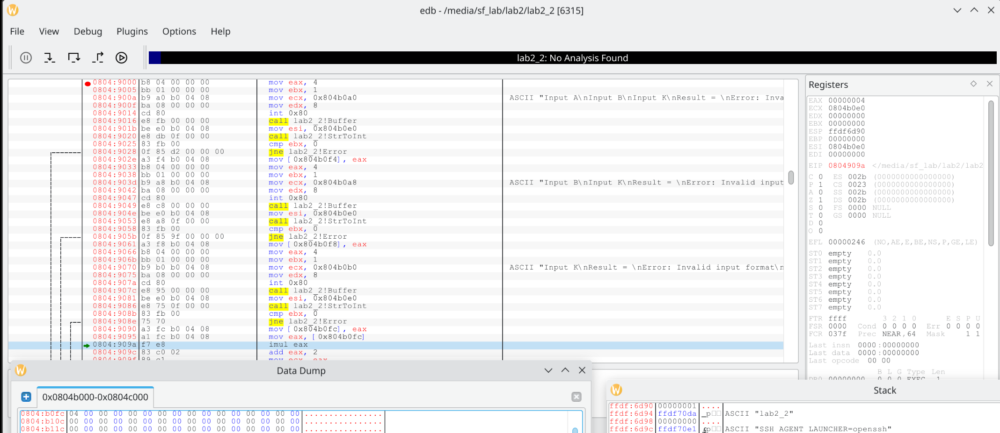 edb - /media/sf_lab/lab2/lab2_2 [6315]
File View Debug Plugins Options Help
lab2_2: No Analysis Found
0804:9000 b8 04 00 00 00 mov eax, 4
0804:9005 bb 01 00 00 00 mov ebx, 1
0804:900a b9 a0 b0 04 08 mov ecx, 0x804b0a0 ASCII "Input A\nInput B\nInput K\nResult = \nError: Inva
0804:900f ba 08 00 00 00 mov edx, 8
0804:9014 cd 80 int 0x80
0804:9016 e8 fb 00 00 00 call lab2_2!Buffer
0804:901b be e0 b0 04 08 mov esi, 0x804b0e0
0804:9020 e8 db 0f 00 00 call lab2_2!StrToInt
0804:9025 83 fb 00 cmp ebx, 0
0804:9028 0f 85 d2 00 00 00 jne lab2_2!Error
0804:902e a3 f4 b0 04 08 mov [0x804b0f4], eax
0804:9033 b8 04 00 00 00 mov eax, 4
0804:9038 bb 01 00 00 00 mov ebx, 1
0804:903d b9 a8 b0 04 08 mov ecx, 0x804b0a8 ASCII "Input B\nInput K\nResult = \nError: Invalid input
0804:9042 ba 08 00 00 00 mov edx, 8
0804:9047 cd 80 int 0x80
0804:9049 e8 c8 00 00 00 call lab2_2!Buffer
0804:904e be e0 b0 04 08 mov esi, 0x804b0e0
0804:9053 e8 a8 0f 00 00 call lab2_2!StrToInt
0804:9058 83 fb 00 cmp ebx, 0
0804:905b 0f 85 9f 00 00 00 jne lab2_2!Error
0804:9061 a3 f8 b0 04 08 mov [0x804b0f8], eax
0804:9066 b8 04 00 00 00 mov eax, 4
0804:906b bb 01 00 00 00 mov ebx, 1
0804:9070 b9 b0 b0 04 08 mov ecx, 0x804b0b0 ASCII "Input K\nResult = \nError: Invalid input format\n
0804:9075 ba 08 00 00 00 mov edx, 8
0804:907a cd 80 int 0x80
0804:907c e8 95 00 00 00 call lab2_2!Buffer
0804:9081 be e0 b0 04 08 mov esi, 0x804b0e0
0804:9086 e8 75 0f 00 00 call lab2_2!StrToInt
0804:908b 83 fb 00 cmp ebx, 0
0804:908e 75 70 jne lab2_2!Error
0804:9090 a3 fc b0 04 08 mov [0x804b0fc], eax
0804:9095 a1 fc b0 04 08 mov eax, [0x804b0fc]
0804:909a f7 e8 imul eax
0804:909c 83 c0 02 add eax, 2
0804:909f 89 c1 mov ecx, eax
Registers
EAX 00000004
ECX 0804b0e0
EDX 00000000
EBX 00000000
ESP ffdf6d90
EBP 00000000
ESI 0804b0e0
EDI 00000000
EIP 0804909a </media/sf_lab/lab2/lab2
C 0 ES 002b (0000000000000000)
P 1 CS 0023 (0000000000000000)
A 0 SS 002b (0000000000000000)
Z 1 DS 002b (0000000000000000)
S 0 FS 0000 NULL
T 0 GS 0000 NULL
D 0
O 0
EFL 00000246 (NO,AE,E,BE,NS,P,GE,LE)
ST0 empty 0.0
ST1 empty 0.0
ST2 empty 0.0
ST3 empty 0.0
ST4 empty 0.0
ST5 empty 0.0
ST6 empty 0.0
ST7 empty 0.0
FTR ffff 3 2 1 0 E S P U
FSR 0000 Cond 0 0 0 0 Err 0 0 0 0
FCR 037f Prec NEAR,64 Mask 1 1
Last insn 0000:00000000
Last data 0000:00000000
Last opcode 00 00
B L G Type Len
DR0 00000000 0 0 0 EXEC 1
Data Dump
0x0804b000-0x0804c000
0804:b0fc 04 00 00 00 00 00 00 00 00 00 00 00 00 00 00 00 ................
0804:b10c 00 00 00 00 00 00 00 00 00 00 00 00 00 00 00 00 ................
0804:b11c 00 00 00 00 00 00 00 00 00 00 00 00 00 00 00 00 ................
Stack
ffdf:6d90 00000001 ....
ffdf:6d94 ffdf70da _p ASCII "lab2_2"
ffdf:6d98 00000000 ....
ffdf:6d9c ffdf70e1 p ASCII "SSH AGENT LAUNCHER=openssh"